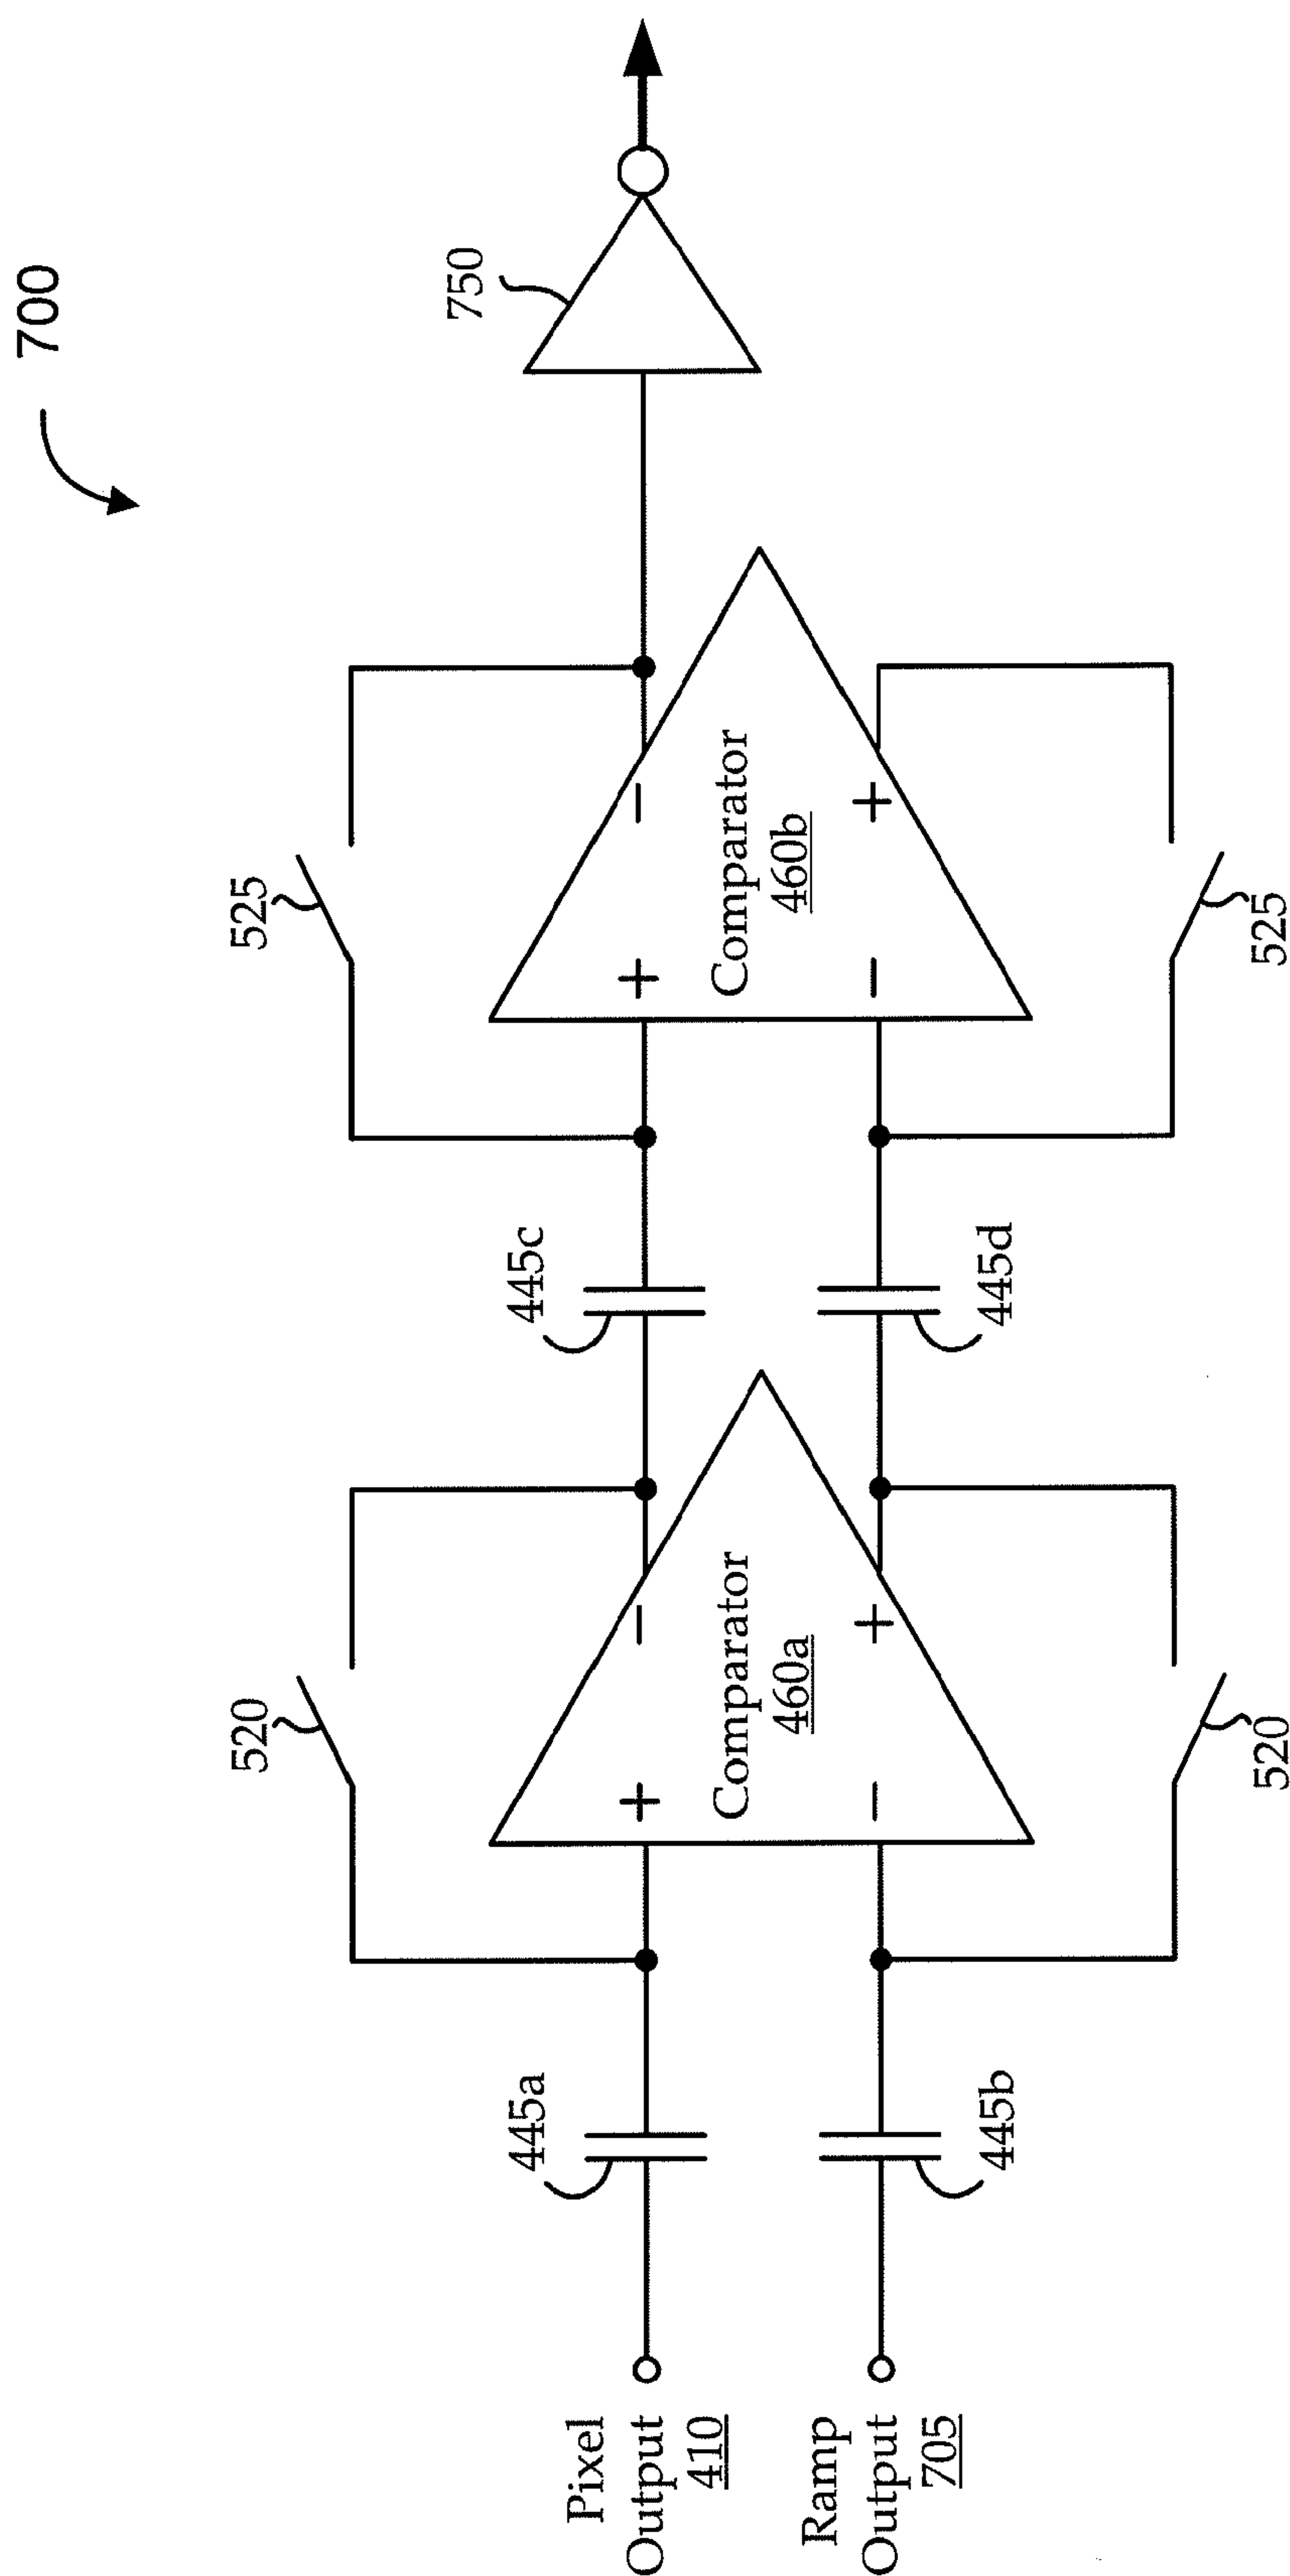 700
520
525
750
445a
445c
+
−
+
−
Pixel
Output
410
Comparator
460a
Comparator
460b
Ramp
Output
705
−
+
−
+
445b
445d
520
525